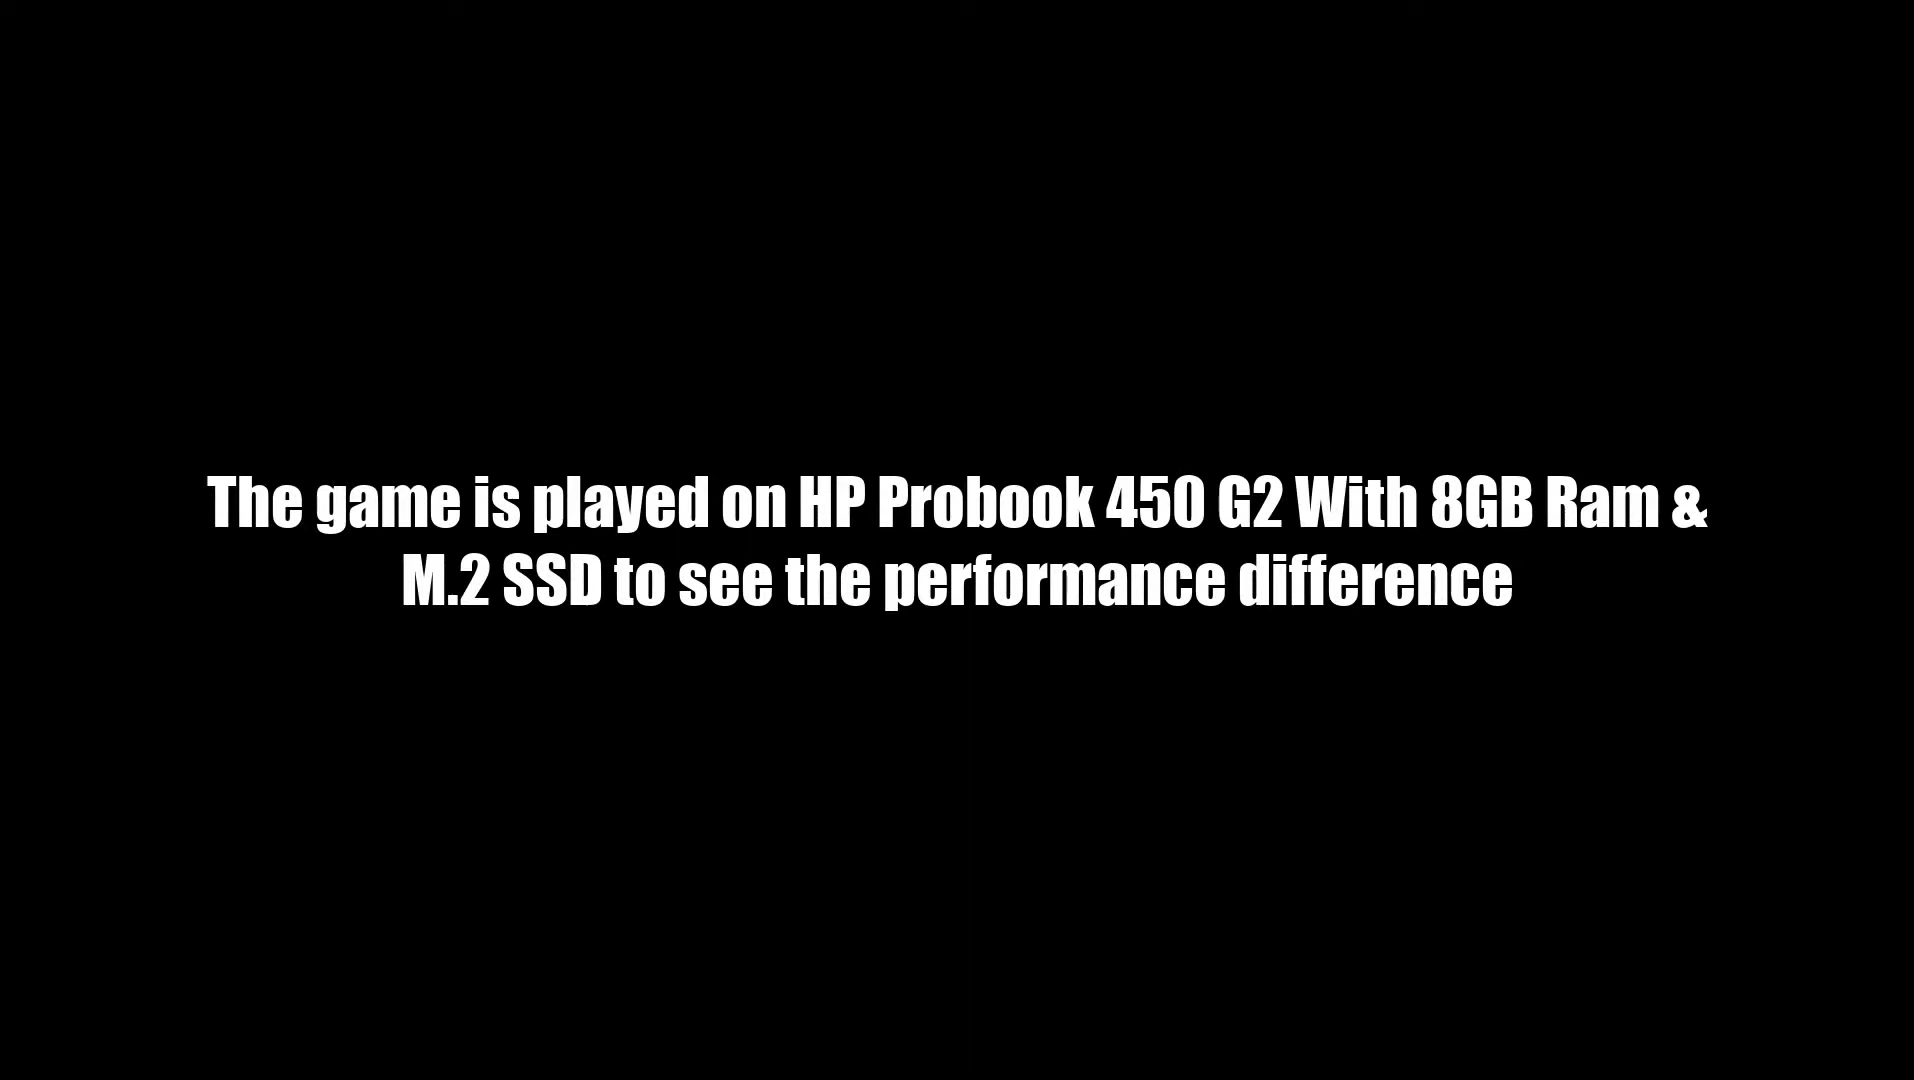 The game is played on HP Probook 450 G2 With 8GB Ram &
M.2 SSD to see the performance difference